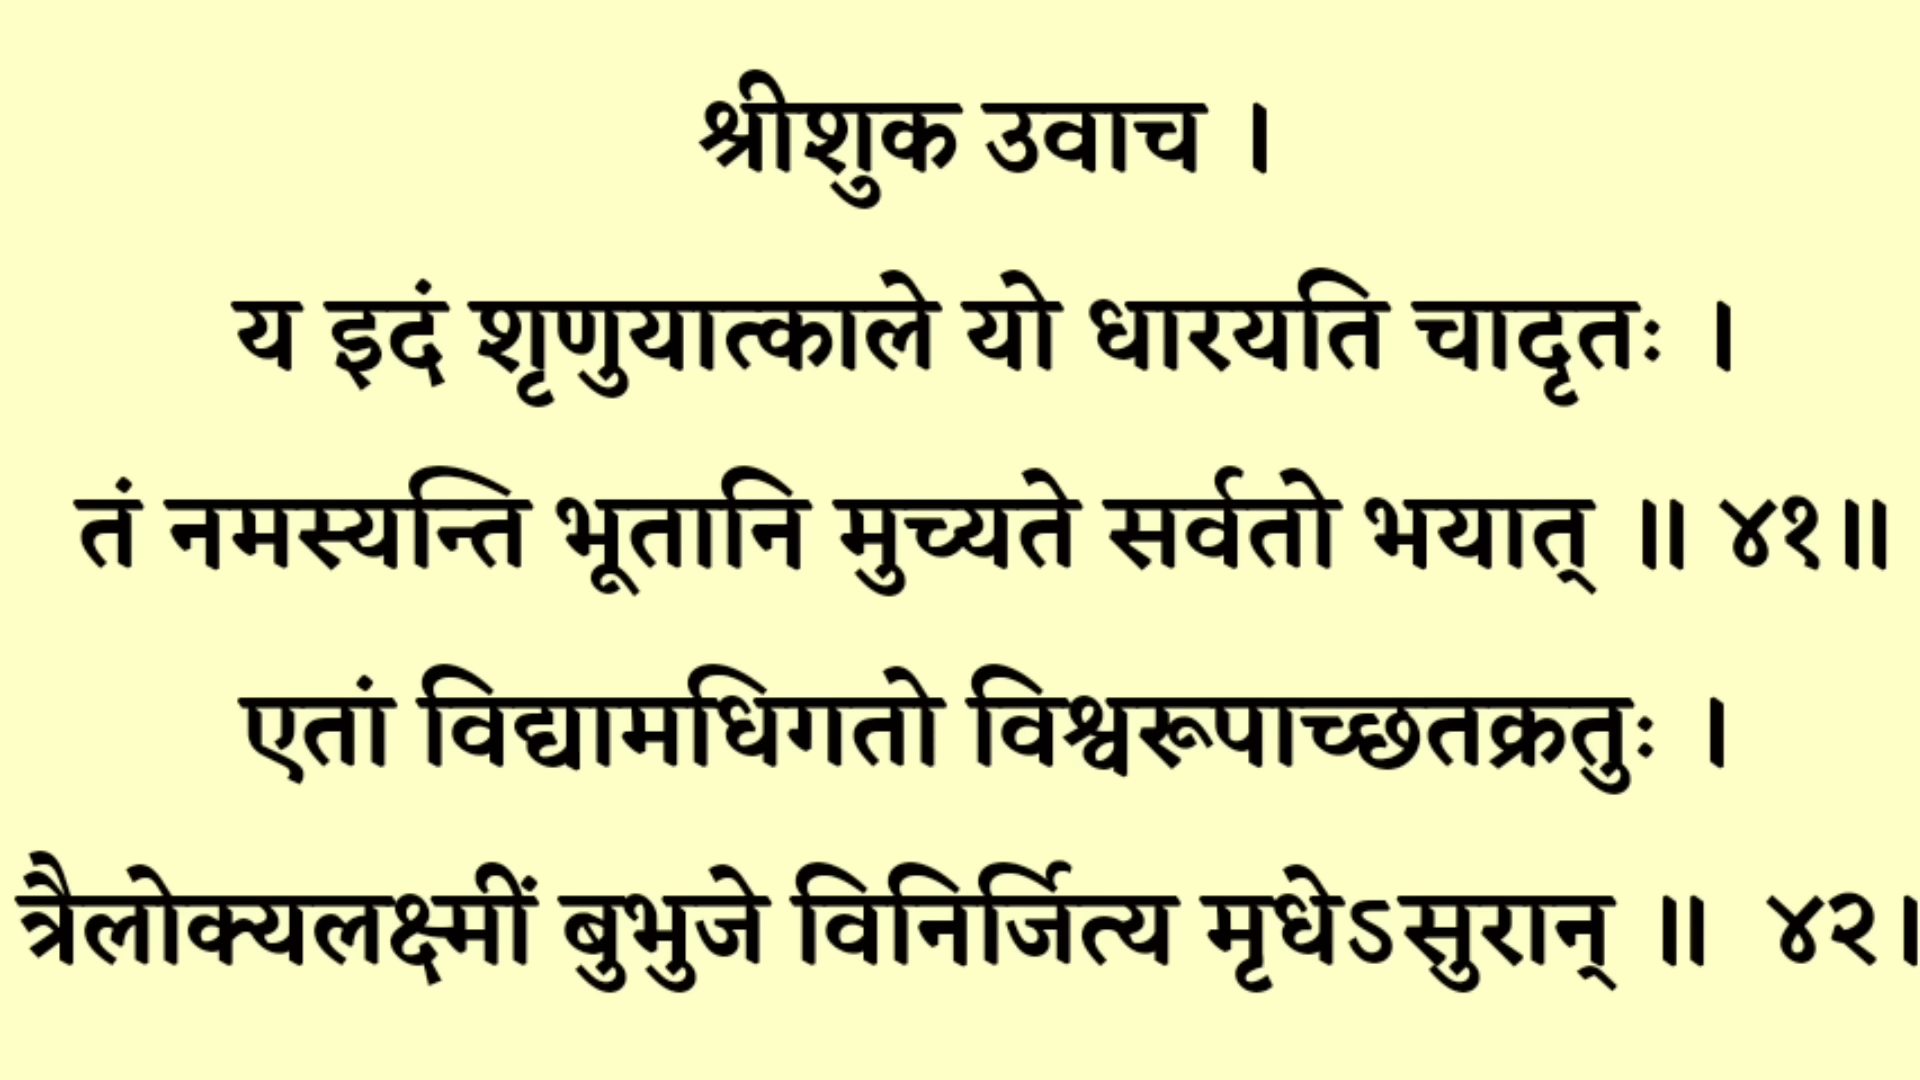 श्रीशुक उवाच ।
य इदं शृणुयात्काले यो धारयति चादृतः ।
तं नमस्यन्ति भूतानि मुच्यते सर्वतो भयात् ॥ ४१॥
एतां विद्यामधिगतो विश्वरूपाच्छतक्रतुः ।
त्रैलोक्यलक्ष्मीं बुभुजे विनिर्जित्य मृधेऽसुरान् ॥ ४२।